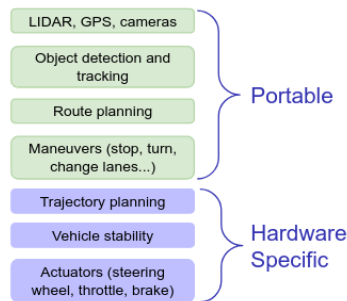 LIDAR, GPS, cameras
Object detection and
tracking
Route planning
Maneuvers (stop, turn,
change lanes...)
Portable
Trajectory planning
Vehicle stability
Actuators (steering
wheel, throttle, brake)
Hardware
Specific